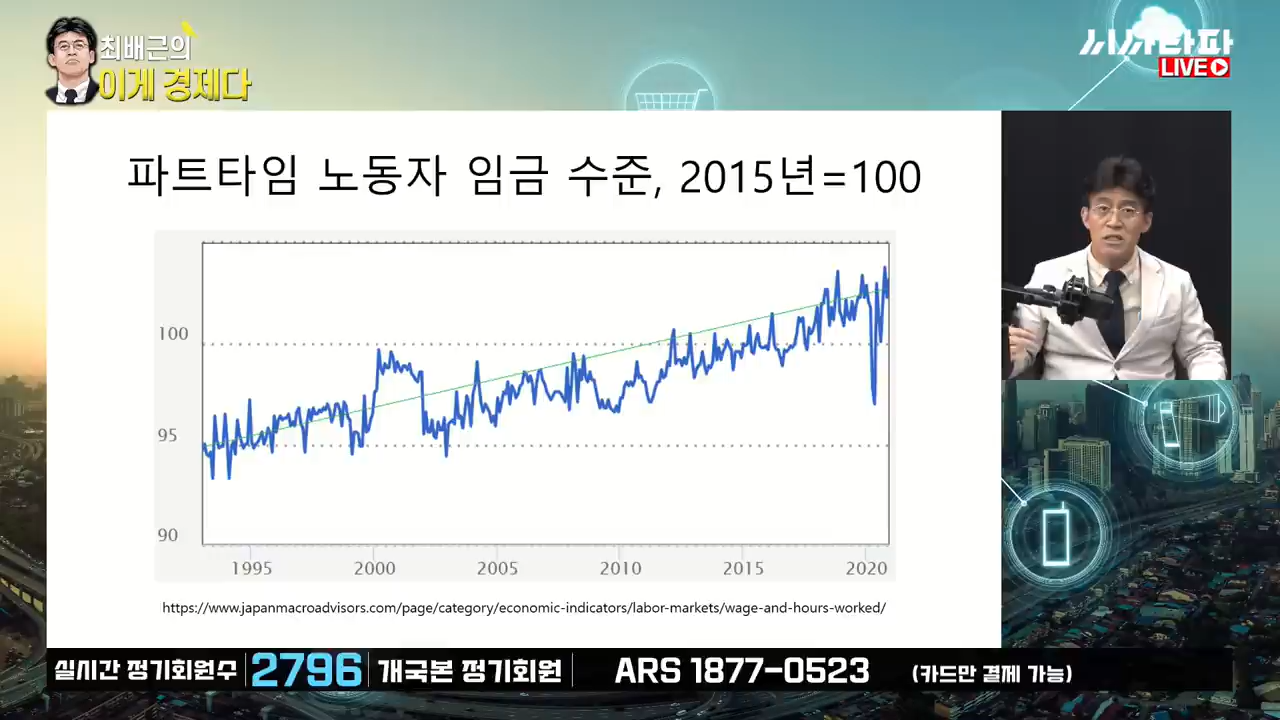 최배근의
이게 경제다
시사타파
LIVE
파트타임 노동자 임금 수준, 2015년=100
100
95
90
1995 2000 2005 2010 2015 2020
https://www.japanmacroadvisors.com/page/category/economic-indicators/labor-markets/wage-and-hours-worked/
실시간 정기회원수 2796 개국본 정기회원 ARS 1877-0523 (카드만 결제 가능)